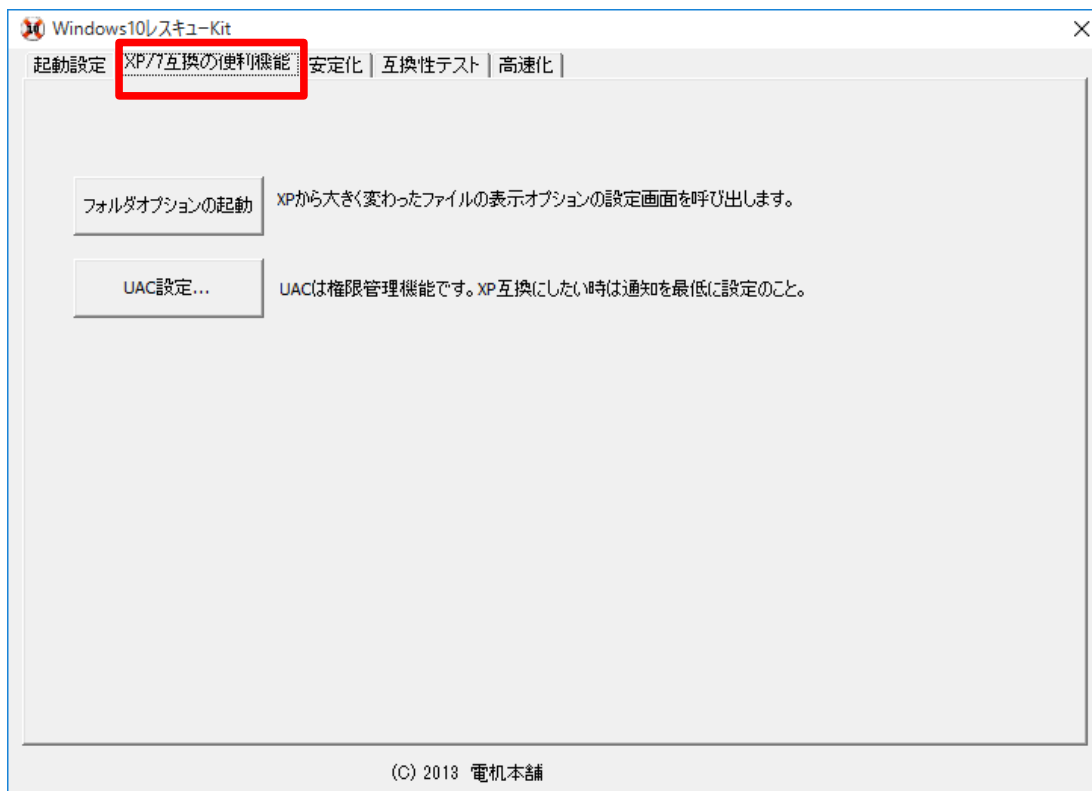 Windows10レスキューKit
起動設定 XP/7互換の便利機能 安定化 互換性テスト 高速化
フォルダオプションの起動 XPから大きく変わったファイルの表示オプションの設定画面を呼び出します。
UAC設定... UACは権限管理機能です。XP互換にしたい時は通知を最低に設定のこと。
(C) 2013 電机本舗